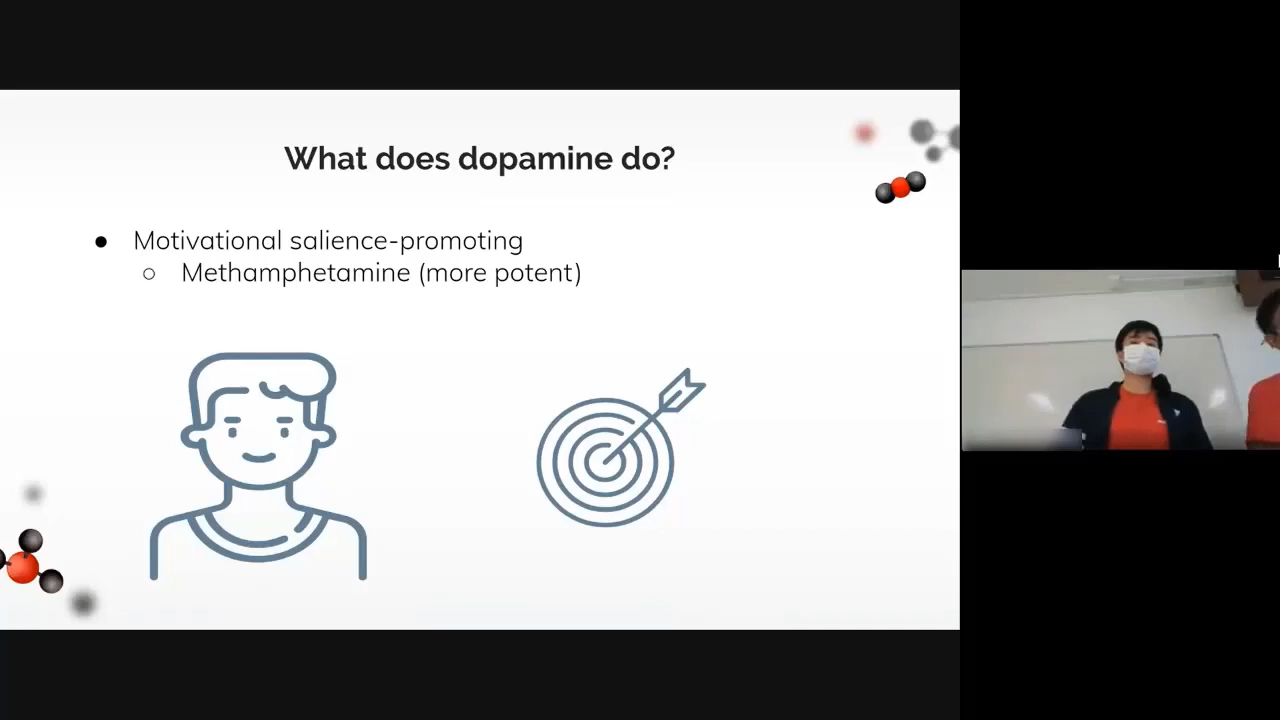 What does dopamine do?
● Motivational salience-promoting
○ Methamphetamine (more potent)